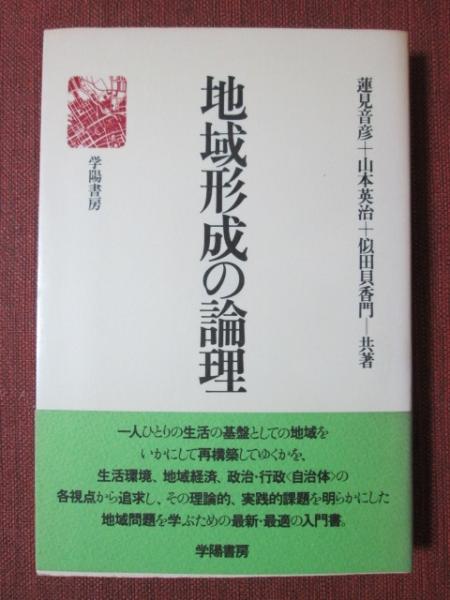 蓮見音彦+山本英治+似田貝香門―共著
地域形成の論理
学陽書房
一人ひとりの生活の基盤としての地域を
いかにして再構築してゆくかを、
生活環境、地域経済、政治・行政〈自治体〉の
各視点から追求し、その理論的、実践的課題を明らかにした
地域問題を学ぶための最新・最適の入門書。
学陽書房